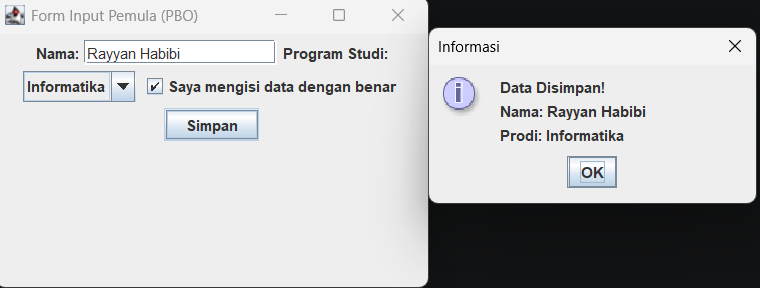 Form Input Pemula (PBO)
Nama: Rayyan Habibi Program Studi:
Informatika Saya mengisi data dengan benar
Simpan
Informasi
Data Disimpan!
Nama: Rayyan Habibi
Prodi: Informatika
OK